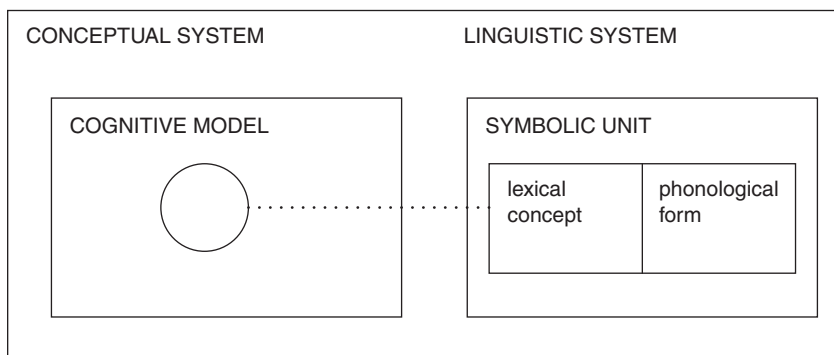 CONCEPTUAL SYSTEM
LINGUISTIC SYSTEM
COGNITIVE MODEL
SYMBOLIC UNIT
lexical
concept
phonological
form